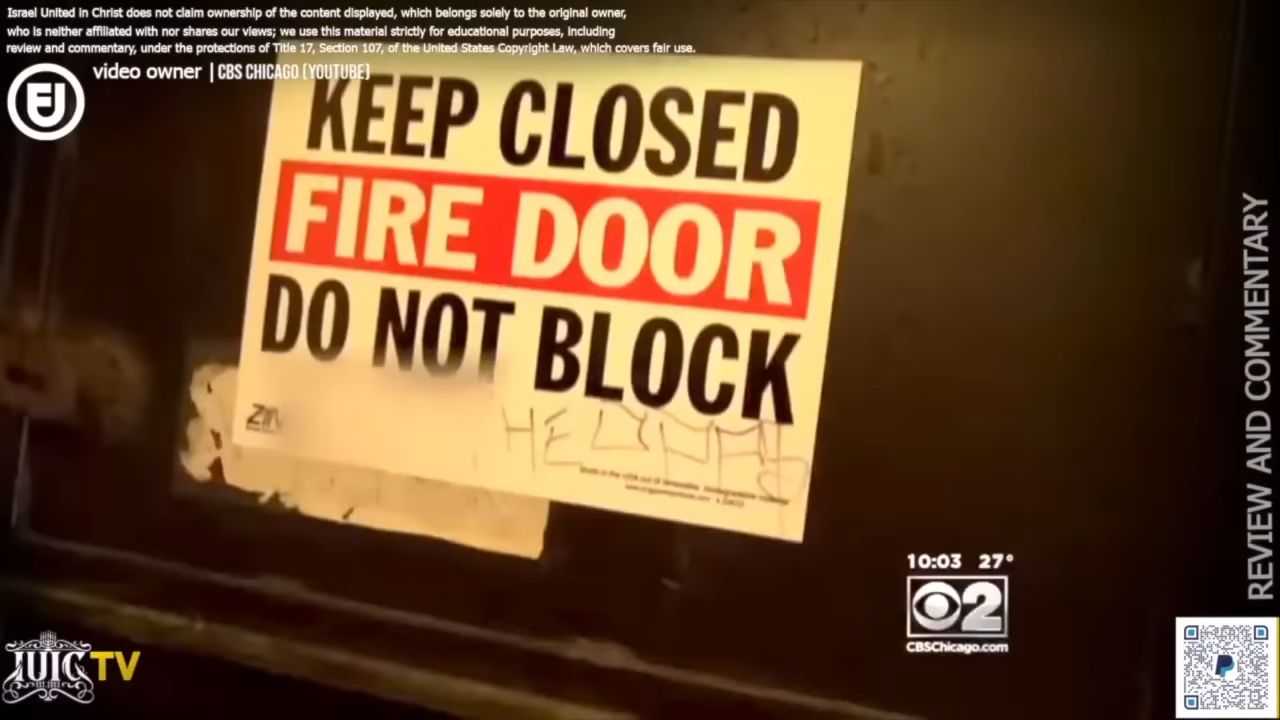 Israel United in Christ does not claim ownership of the content displayed, which belongs solely to the original owner,
who is neither affiliated with nor shares our views; we use this material strictly for educational purposes, including
review and commentary, under the protections of Title 17, Section 107, of the United States Copyright Law, which covers fair use.
video owner | CBS CHICAGO (YOUTUBE)
KEEP CLOSED
FIRE DOOR
DO NOT BLOCK
REVIEW AND COMMENTARY
10:03 27°
2
CBSChicago.com
IUIC TV